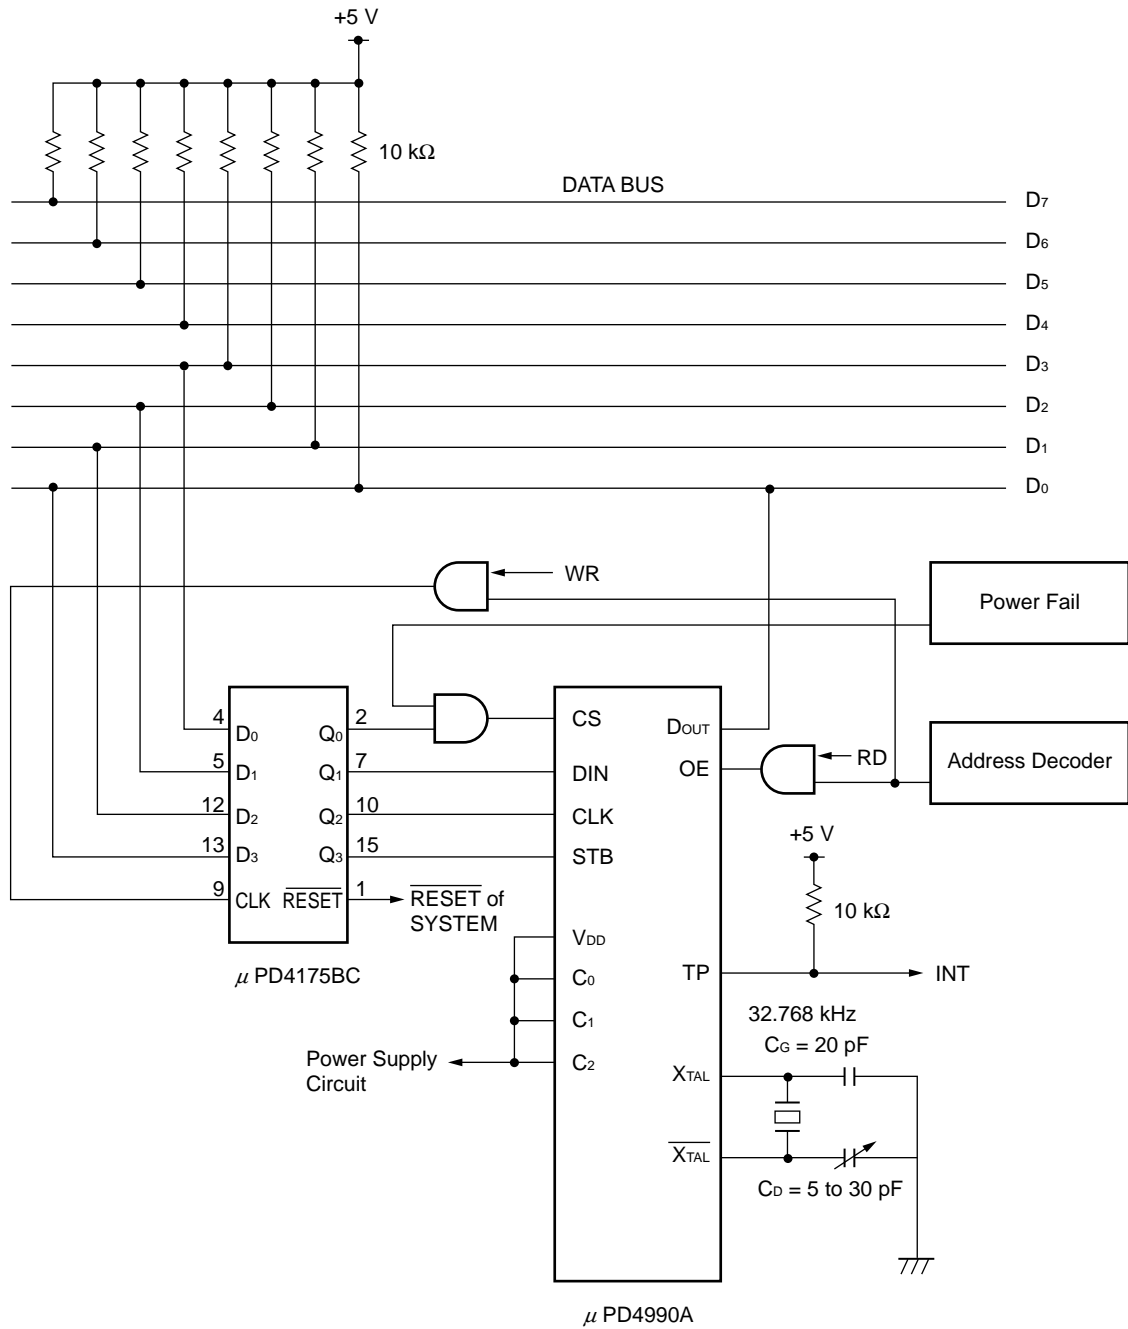 +5 V
10 kΩ
DATA BUS
D7
D6
D5
D4
D3
D2
D1
D0
WR
Power Fail
4 D0 Q0 2
5 D1 Q1 7
12 D2 Q2 10
13 D3 Q3 15
9 CLK RESET 1
RESET of
SYSTEM
μ PD4175BC
CS
DIN
CLK
STB
VDD
C0
C1
C2
DOUT
OE
RD
Address Decoder
+5 V
10 kΩ
TP
INT
Power Supply
Circuit
32.768 kHz
CG = 20 pF
XTAL
XTAL
CD = 5 to 30 pF
μ PD4990A